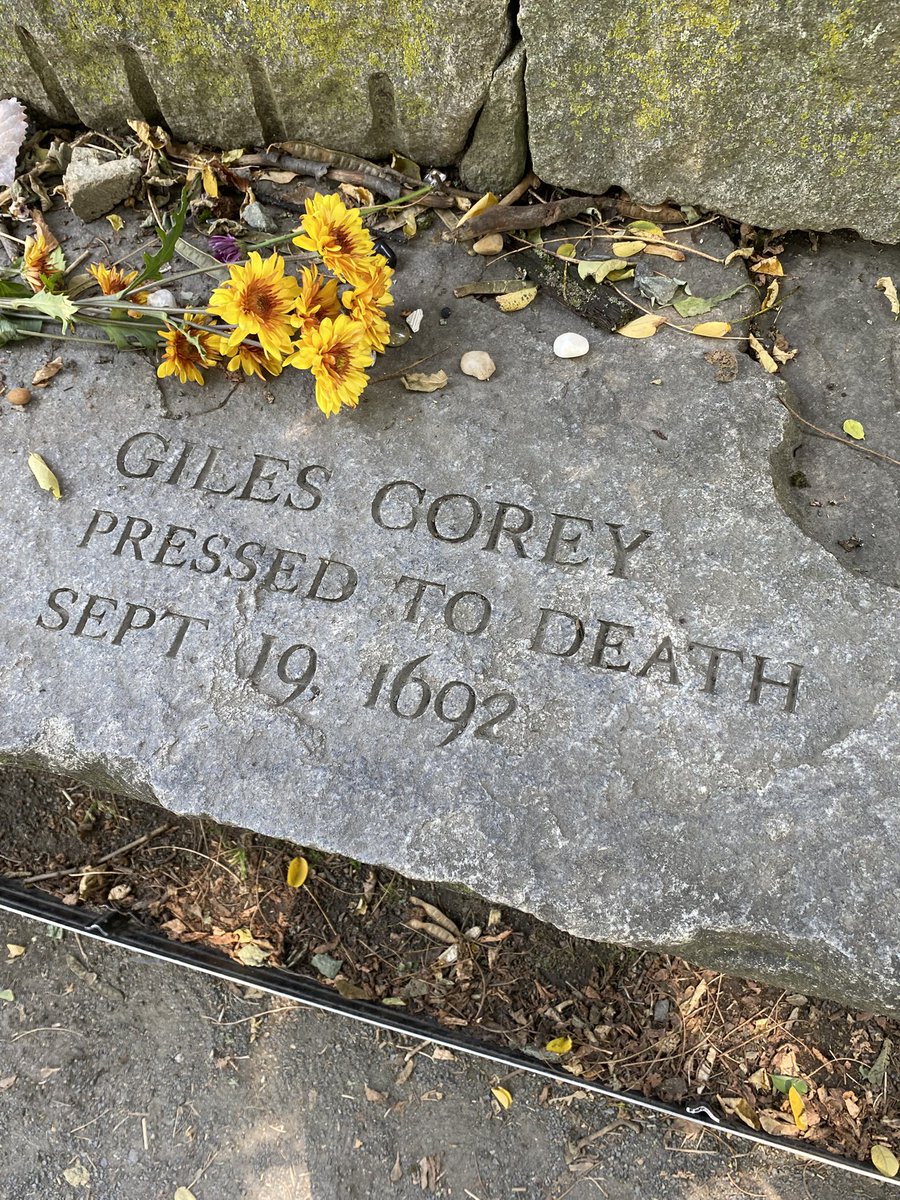 GILES COREY
PRESSED TO DEATH
SEPT 19, 1692